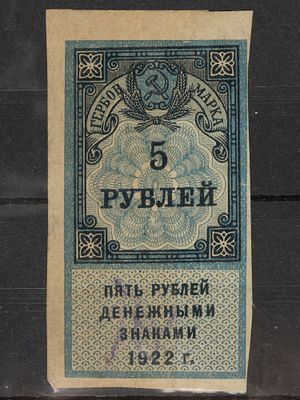 ГЕРБОВ. МАРКА
5
РУБЛЕЙ
ПЯТЬ РУБЛЕЙ
ДЕНЕЖНЫМИ
ЗНАКАМИ
1922 г.